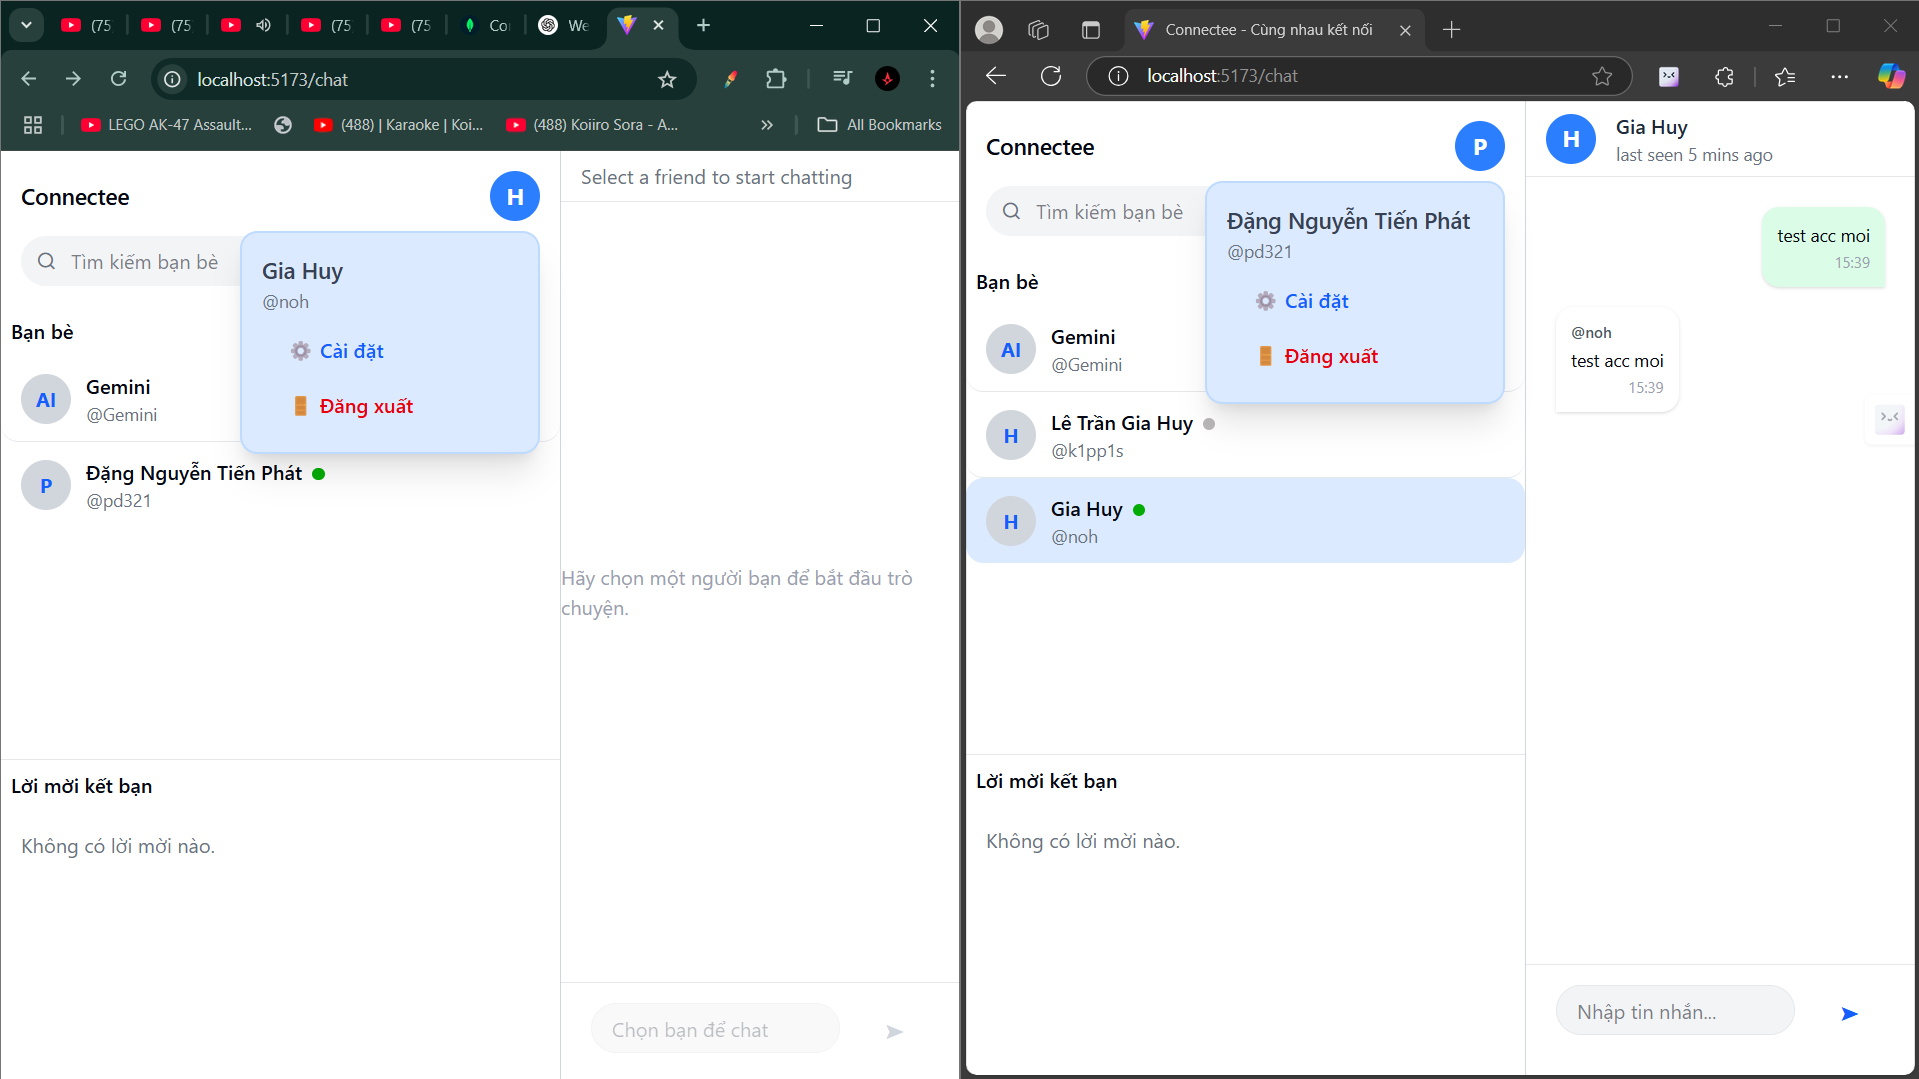 (75
(75
(75
(75
Co
We
localhost:5173/chat
LEGO AK-47 Assault...
(488) | Karaoke | Koi...
(488) Koiiro Sora - A...
»
All Bookmarks
Connectee
H
Tìm kiếm bạn bè
Gia Huy
@noh
Cài đặt
Đăng xuất
Bạn bè
AI
Gemini
@Gemini
P
Đặng Nguyễn Tiến Phát
@pd321
Lời mời kết bạn
Không có lời mời nào.
Select a friend to start chatting
Hãy chọn một người bạn để bắt đầu trò
chuyện.
Chọn bạn để chat
Connectee - Cùng nhau kết nối
localhost:5173/chat
Connectee
P
Tìm kiếm bạn bè
Đặng Nguyễn Tiến Phát
@pd321
Cài đặt
Đăng xuất
Bạn bè
AI
Gemini
@Gemini
H
Lê Trần Gia Huy
@k1pp1s
H
Gia Huy
@noh
Lời mời kết bạn
Không có lời mời nào.
H
Gia Huy
last seen 5 mins ago
test acc moi
15:39
@noh
test acc moi
15:39
Nhập tin nhắn...